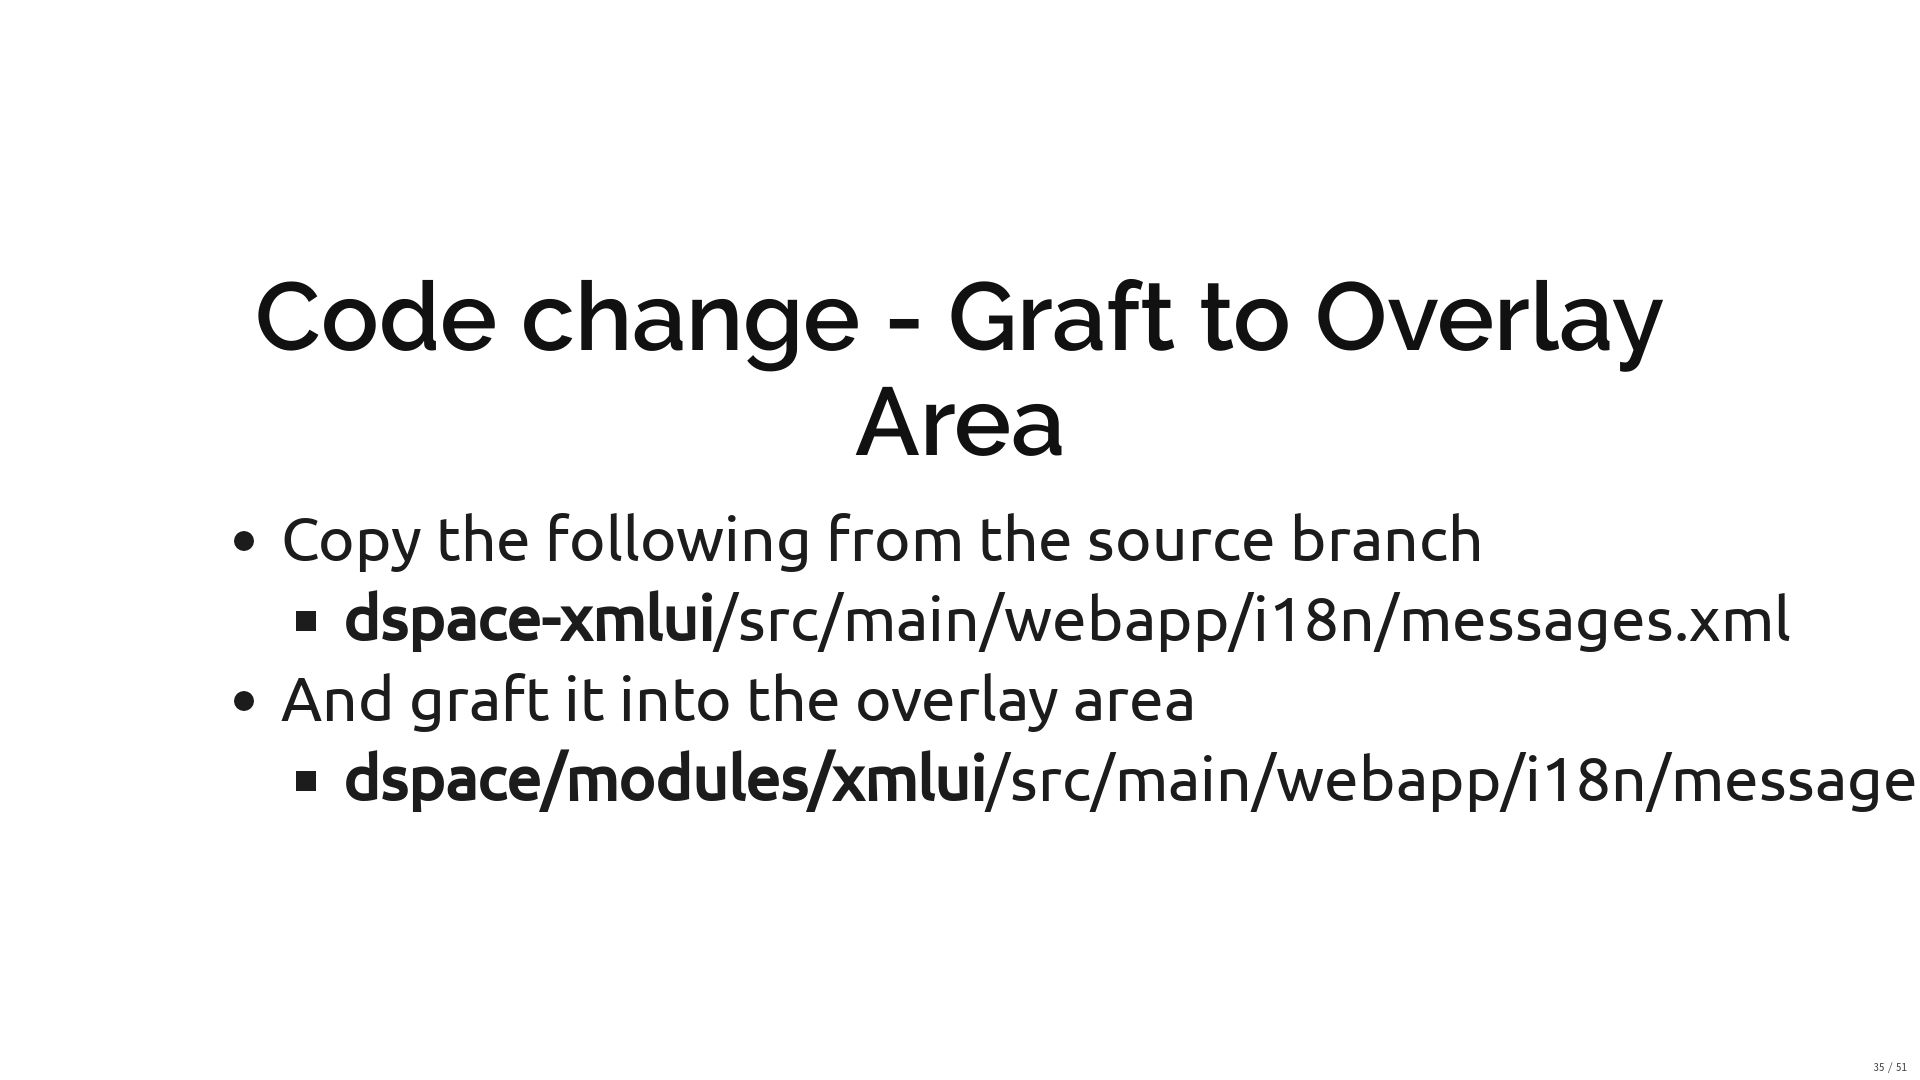 Code change - Graft to Overlay
Area
• Copy the following from the source branch
▪ dspace-xmlui/src/main/webapp/i18n/messages.xml
• And graft it into the overlay area
▪ dspace/modules/xmlui/src/main/webapp/i18n/message
35 / 51